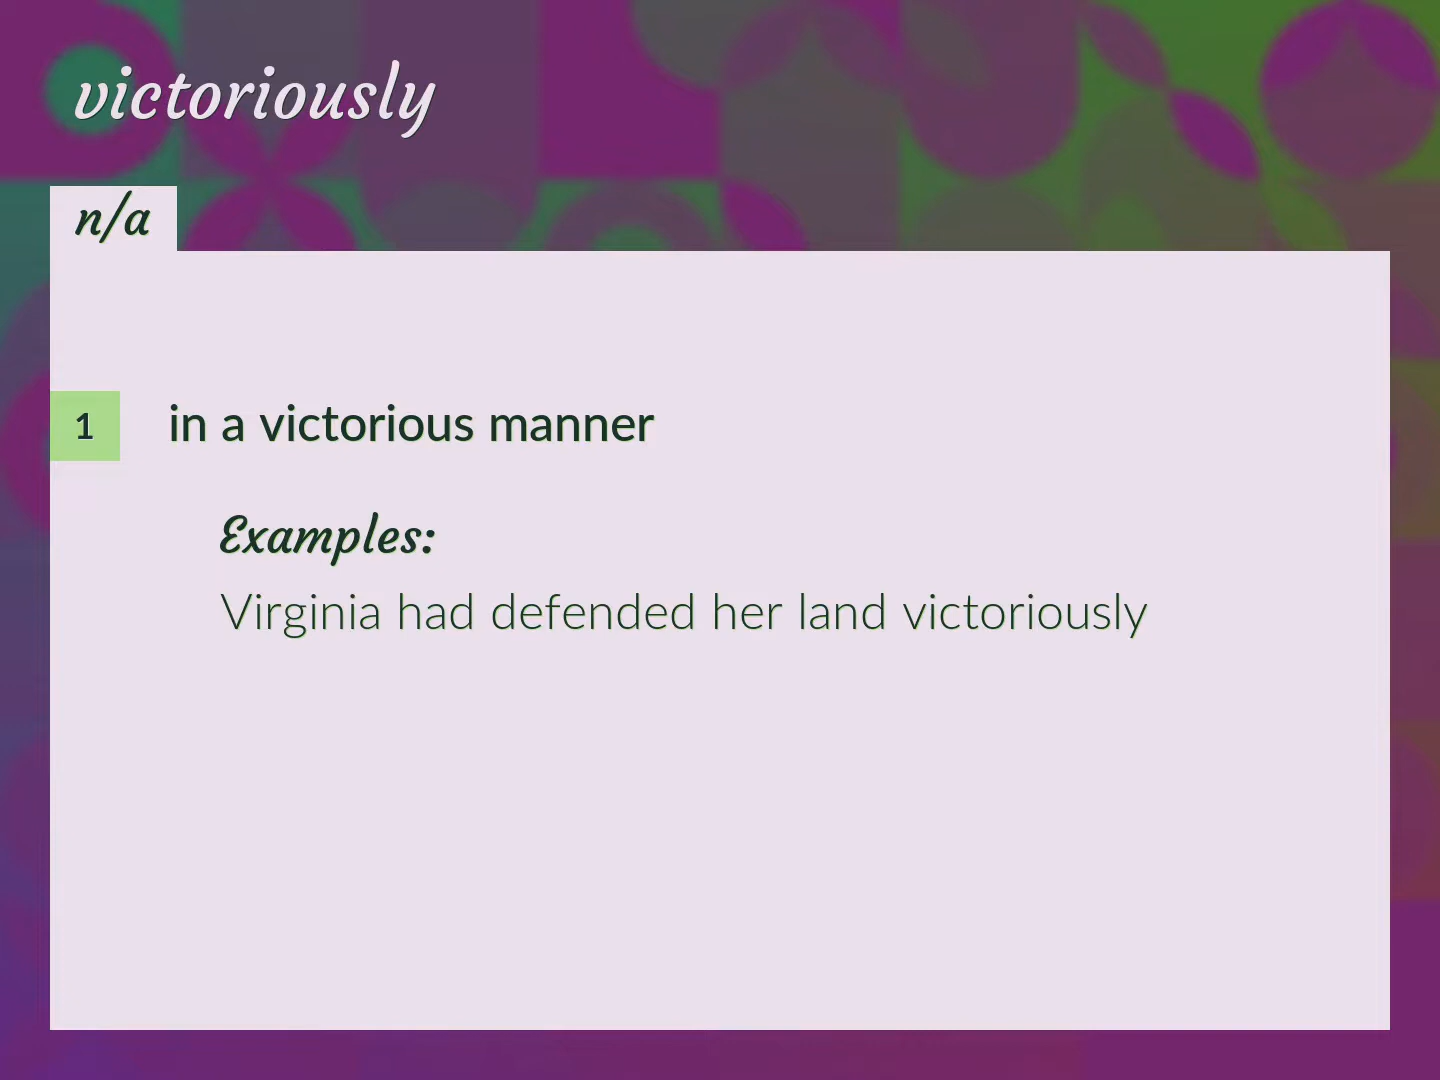 victoriously
n/a
1 in a victorious manner
Examples:
Virginia had defended her land victoriously